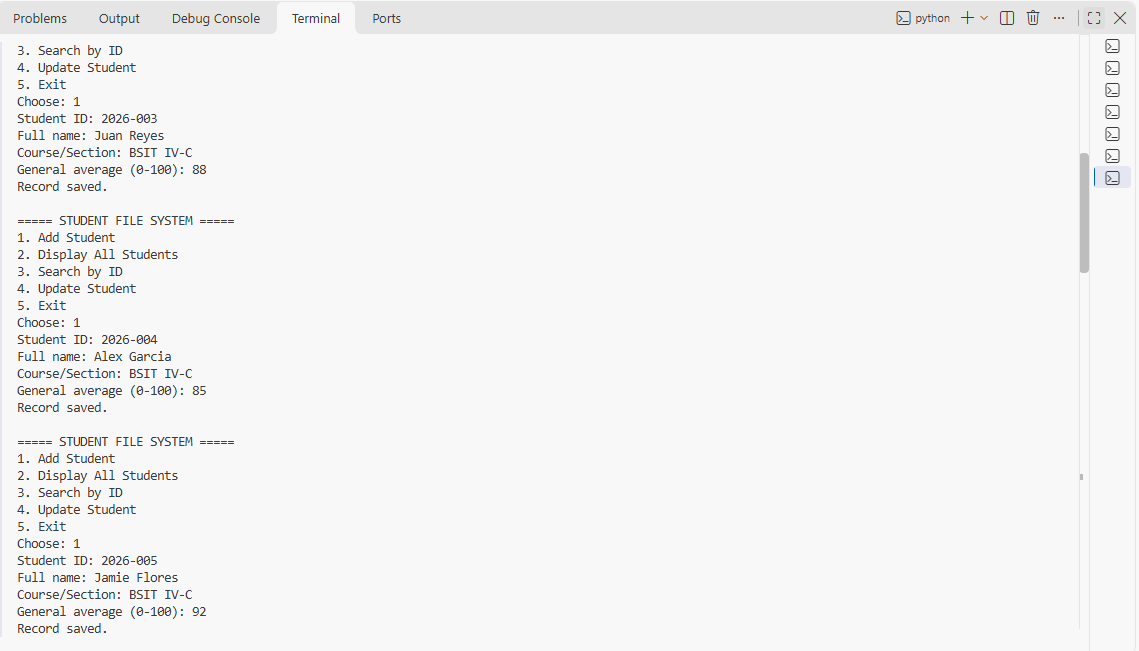 Problems Output Debug Console Terminal Ports python
3. Search by ID
4. Update Student
5. Exit
Choose: 1
Student ID: 2026-003
Full name: Juan Reyes
Course/Section: BSIT IV-C
General average (0-100): 88
Record saved.
===== STUDENT FILE SYSTEM =====
1. Add Student
2. Display All Students
3. Search by ID
4. Update Student
5. Exit
Choose: 1
Student ID: 2026-004
Full name: Alex Garcia
Course/Section: BSIT IV-C
General average (0-100): 85
Record saved.
===== STUDENT FILE SYSTEM =====
1. Add Student
2. Display All Students
3. Search by ID
4. Update Student
5. Exit
Choose: 1
Student ID: 2026-005
Full name: Jamie Flores
Course/Section: BSIT IV-C
General average (0-100): 92
Record saved.